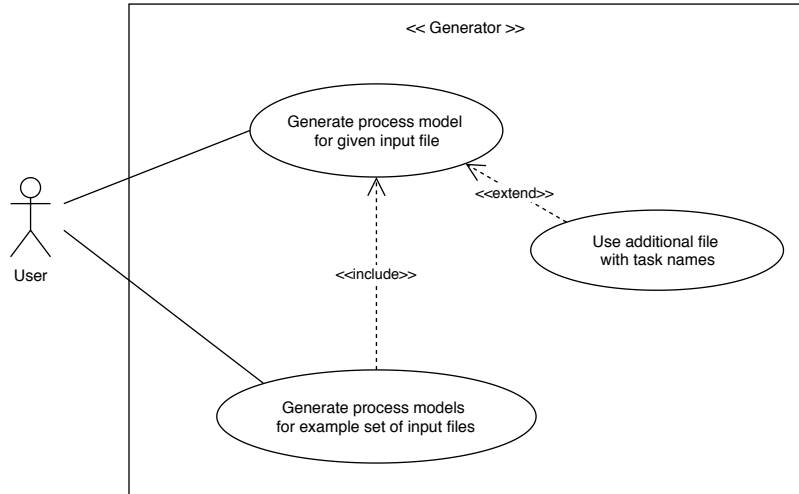 << Generator >>
Generate process model
for given input file
<<extend>>
Use additional file
with task names
User
<<include>>
Generate process models
for example set of input files